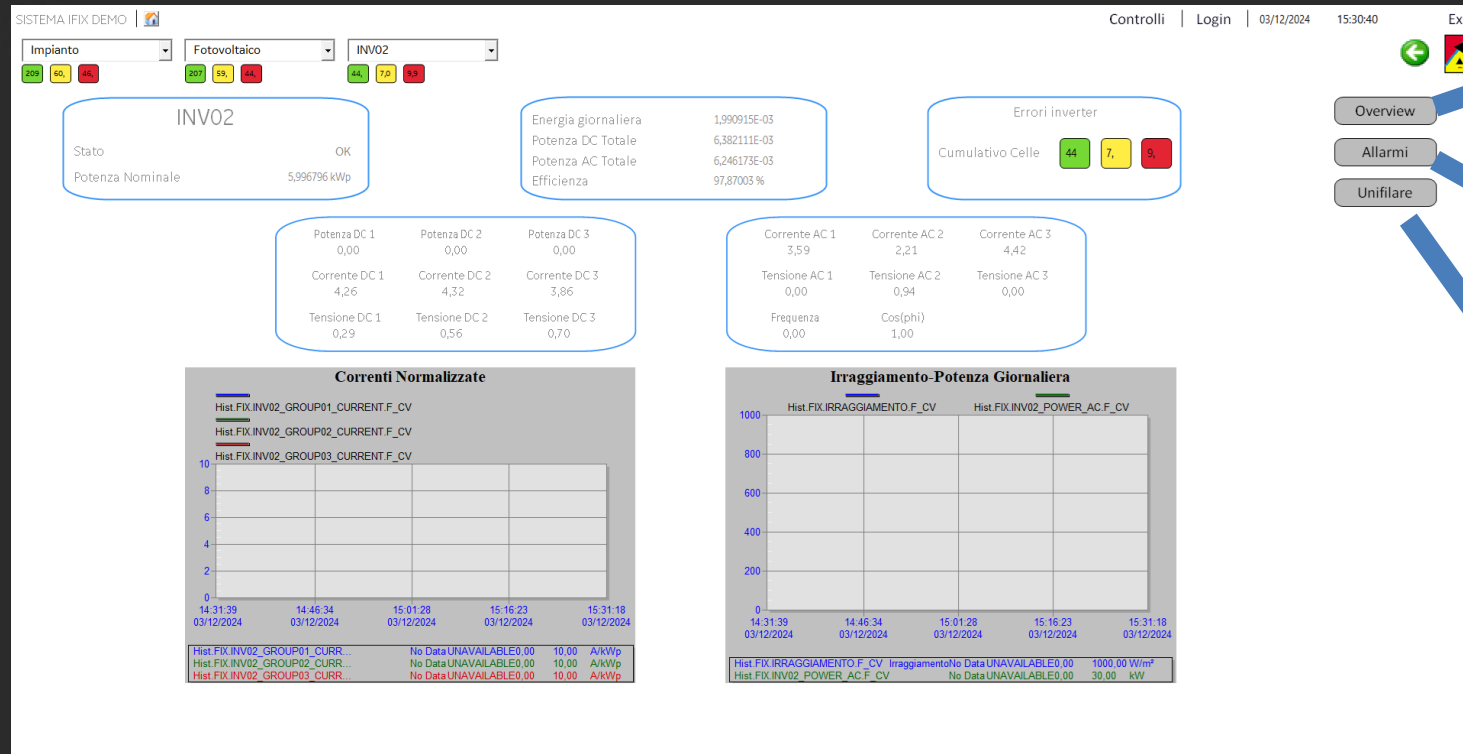 SISTEMA IFIX DEMO Controlli Login 03/12/2024 15:30:40 Ex
Impianto Fotovoltaico INV02
209 60, 46, 207 59, 44, 44, 7,0 9,9
INV02
Stato OK
Potenza Nominale 5,996796 kWp
Energia giornaliera 1,990915E-03
Potenza DC Totale 6,382111E-03
Potenza AC Totale 6,246173E-03
Efficienza 97,87003 %
Errori inverter
Cumulativo Celle 44 7, 9,
Overview
Allarmi
Unifilare
Potenza DC 1 Potenza DC 2 Potenza DC 3
0,00 0,00 0,00
Corrente DC 1 Corrente DC 2 Corrente DC 3
4,26 4,32 3,86
Tensione DC 1 Tensione DC 2 Tensione DC 3
0,29 0,56 0,70
Corrente AC 1 Corrente AC 2 Corrente AC 3
3,59 2,21 4,42
Tensione AC 1 Tensione AC 2 Tensione AC 3
0,00 0,94 0,00
Frequenza Cos(phi)
0,00 1,00
Correnti Normalizzate
Hist.FIX.INV02_GROUP01_CURRENT.F_CV
Hist.FIX.INV02_GROUP02_CURRENT.F_CV
Hist.FIX.INV02_GROUP03_CURRENT.F_CV
10
8
6
4
2
0
14:31:39 14:46:34 15:01:28 15:16:23 15:31:18
03/12/2024 03/12/2024 03/12/2024 03/12/2024 03/12/2024
Hist.FIX.INV02_GROUP01_CURR... No Data UNAVAILABLE0,00 10,00 A/kWp
Hist.FIX.INV02_GROUP02_CURR... No Data UNAVAILABLE0,00 10,00 A/kWp
Hist.FIX.INV02_GROUP03_CURR... No Data UNAVAILABLE0,00 10,00 A/kWp
Irraggiamento-Potenza Giornaliera
Hist.FIX.IRRAGGIAMENTO.F_CV Hist.FIX.INV02_POWER_AC.F_CV
1000
800
600
400
200
0
14:31:39 14:46:34 15:01:28 15:16:23 15:31:18
03/12/2024 03/12/2024 03/12/2024 03/12/2024 03/12/2024
Hist.FIX.IRRAGGIAMENTO.F_CV IrraggiamentoNo Data UNAVAILABLE0,00 1000,00 W/m²
Hist.FIX.INV02_POWER_AC.F_CV No Data UNAVAILABLE0,00 30,00 kW